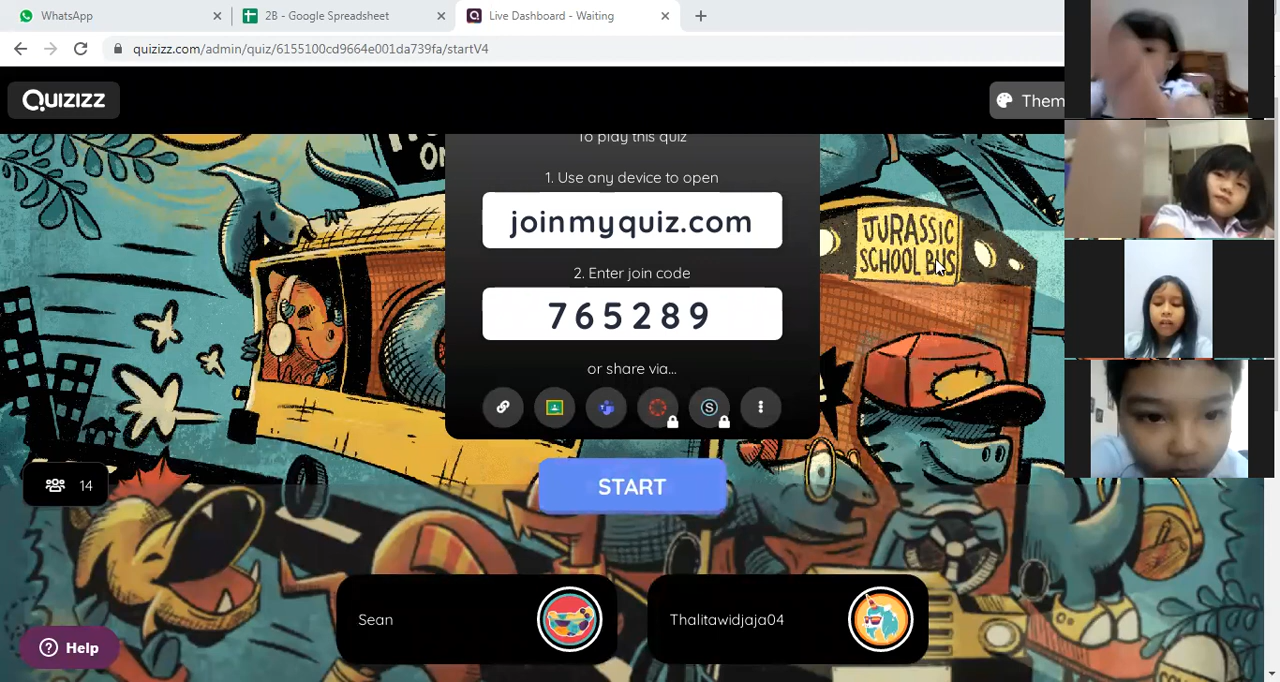 WhatsApp
2B - Google Spreadsheet
Live Dashboard - Waiting
quizizz.com/admin/quiz/6155100cd9664e001da739fa/startV4
QUIZIZZ
Them
To play this quiz
1. Use any device to open
joinmyquiz.com
2. Enter join code
765289
or share via...
JURASSIC
SCHOOL BUS
START
14
Sean
Thalitawidjaja04
Help